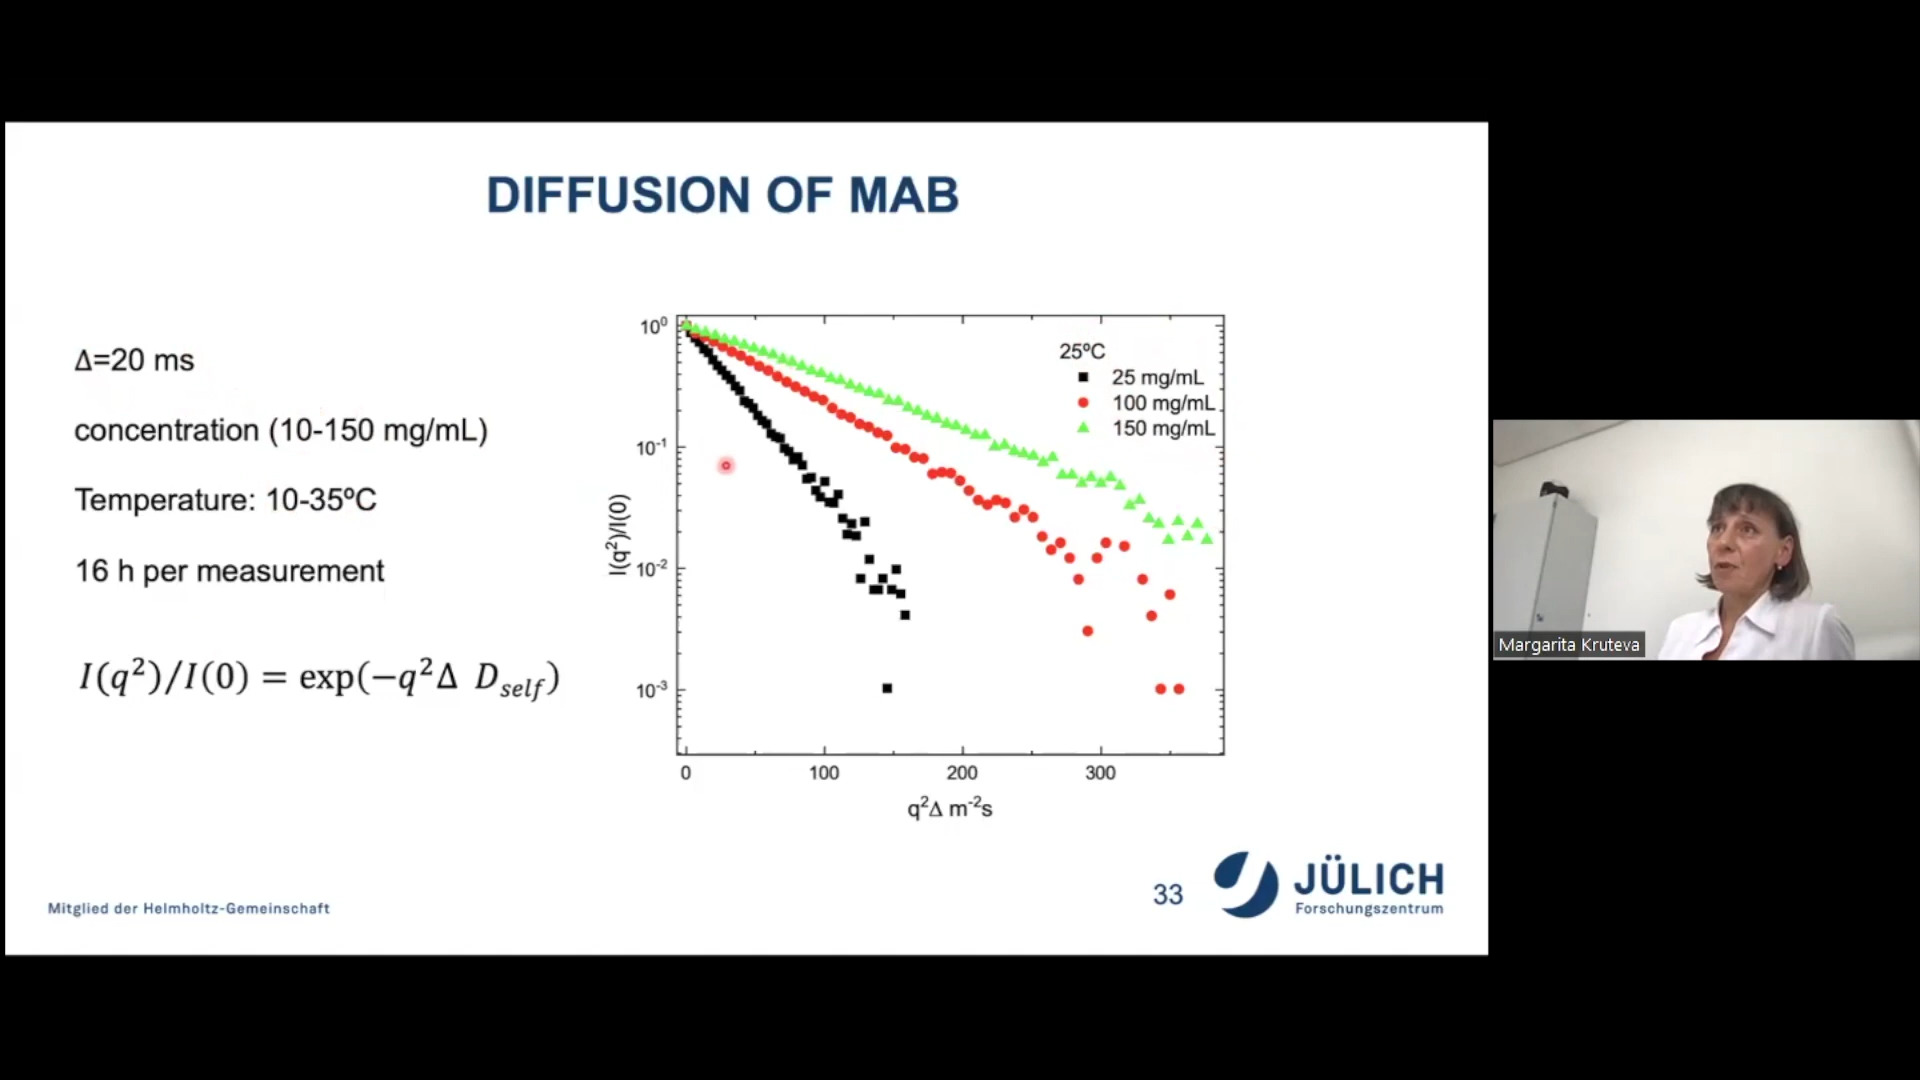 DIFFUSION OF MAB
Δ=20 ms
concentration (10-150 mg/mL)
Temperature: 10-35ºC
16 h per measurement
I(q²)/I(0) = exp(−q²Δ D_self)
10⁰
10⁻¹
10⁻²
10⁻³
I(q²)/I(0)
25ºC
25 mg/mL
100 mg/mL
150 mg/mL
0 100 200 300
q²Δ m⁻²s
Margarita Kruteva
Mitglied der Helmholtz-Gemeinschaft
33
JÜLICH
Forschungszentrum